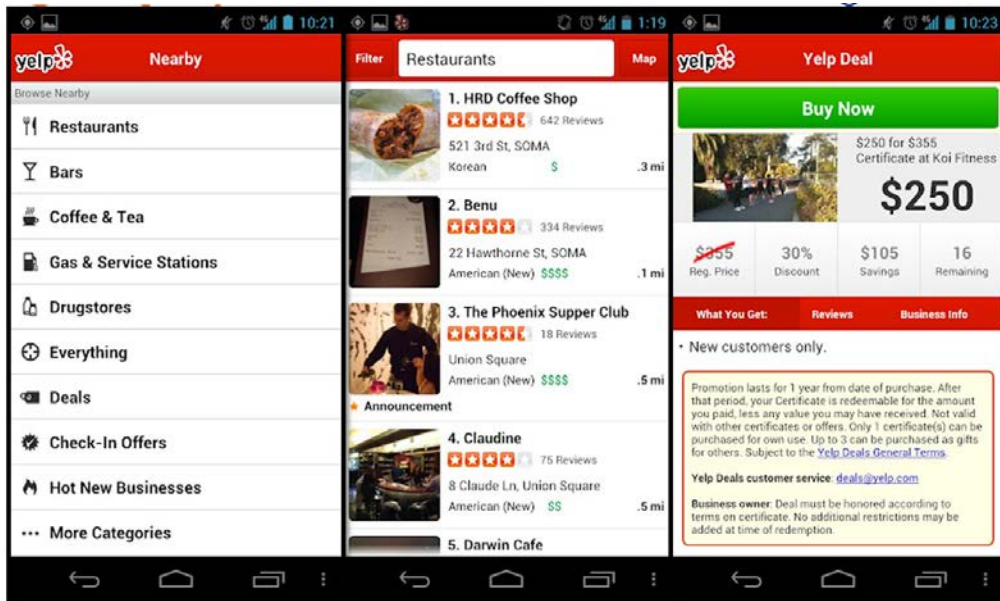 10:21
yelp
Nearby
Browse Nearby
Restaurants
Bars
Coffee & Tea
Gas & Service Stations
Drugstores
Everything
Deals
Check-In Offers
Hot New Businesses
More Categories
1:19
Filter
Restaurants
Map
1. HRD Coffee Shop
642 Reviews
521 3rd St, SOMA
Korean $ .3 mi
2. Benu
334 Reviews
22 Hawthorne St, SOMA
American (New) $$$$ .1 mi
3. The Phoenix Supper Club
18 Reviews
Union Square
American (New) $$$$ .5 mi
Announcement
4. Claudine
75 Reviews
8 Claude Ln, Union Square
American (New) $$ .5 mi
5. Darwin Cafe
10:23
yelp
Yelp Deal
Buy Now
$250 for $355
Certificate at Koi Fitness
$250
$355 30% $105 16
Reg. Price Discount Savings Remaining
What You Get: Reviews Business Info
· New customers only.
Promotion lasts for 1 year from date of purchase. After
that period, your Certificate is redeemable for the amount
you paid, less any value you may have received. Not valid
with other certificates or offers. Only 1 certificate(s) can be
purchased for own use. Up to 3 can be purchased as gifts
for others. Subject to the Yelp Deals General Terms.
Yelp Deals customer service: deals@yelp.com
Business owner: Deal must be honored according to
terms on certificate. No additional restrictions may be
added at time of redemption.